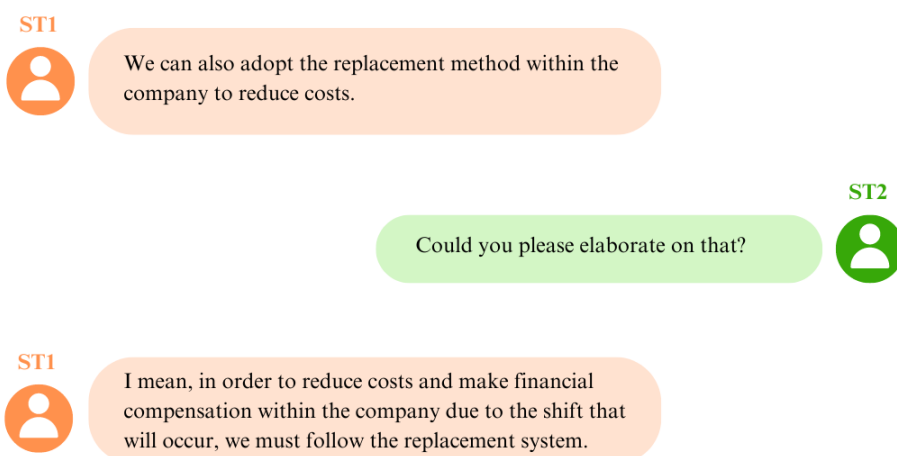 ST1
We can also adopt the replacement method within the
company to reduce costs.
ST2
Could you please elaborate on that?
ST1
I mean, in order to reduce costs and make financial
compensation within the company due to the shift that
will occur, we must follow the replacement system.